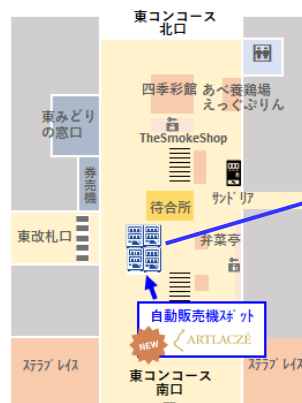 東コンコース
北口
四季彩館
あべ養鶏場
えっぐぷりん
東みどり
の窓口
TheSmokeShop
券売機
サンドリア
待合所
東改札口
弁菜亭
自動販売機スポット
NEW
ARTLACZÉ
ステラプレイス
東コンコース
南口
ステラプレイス